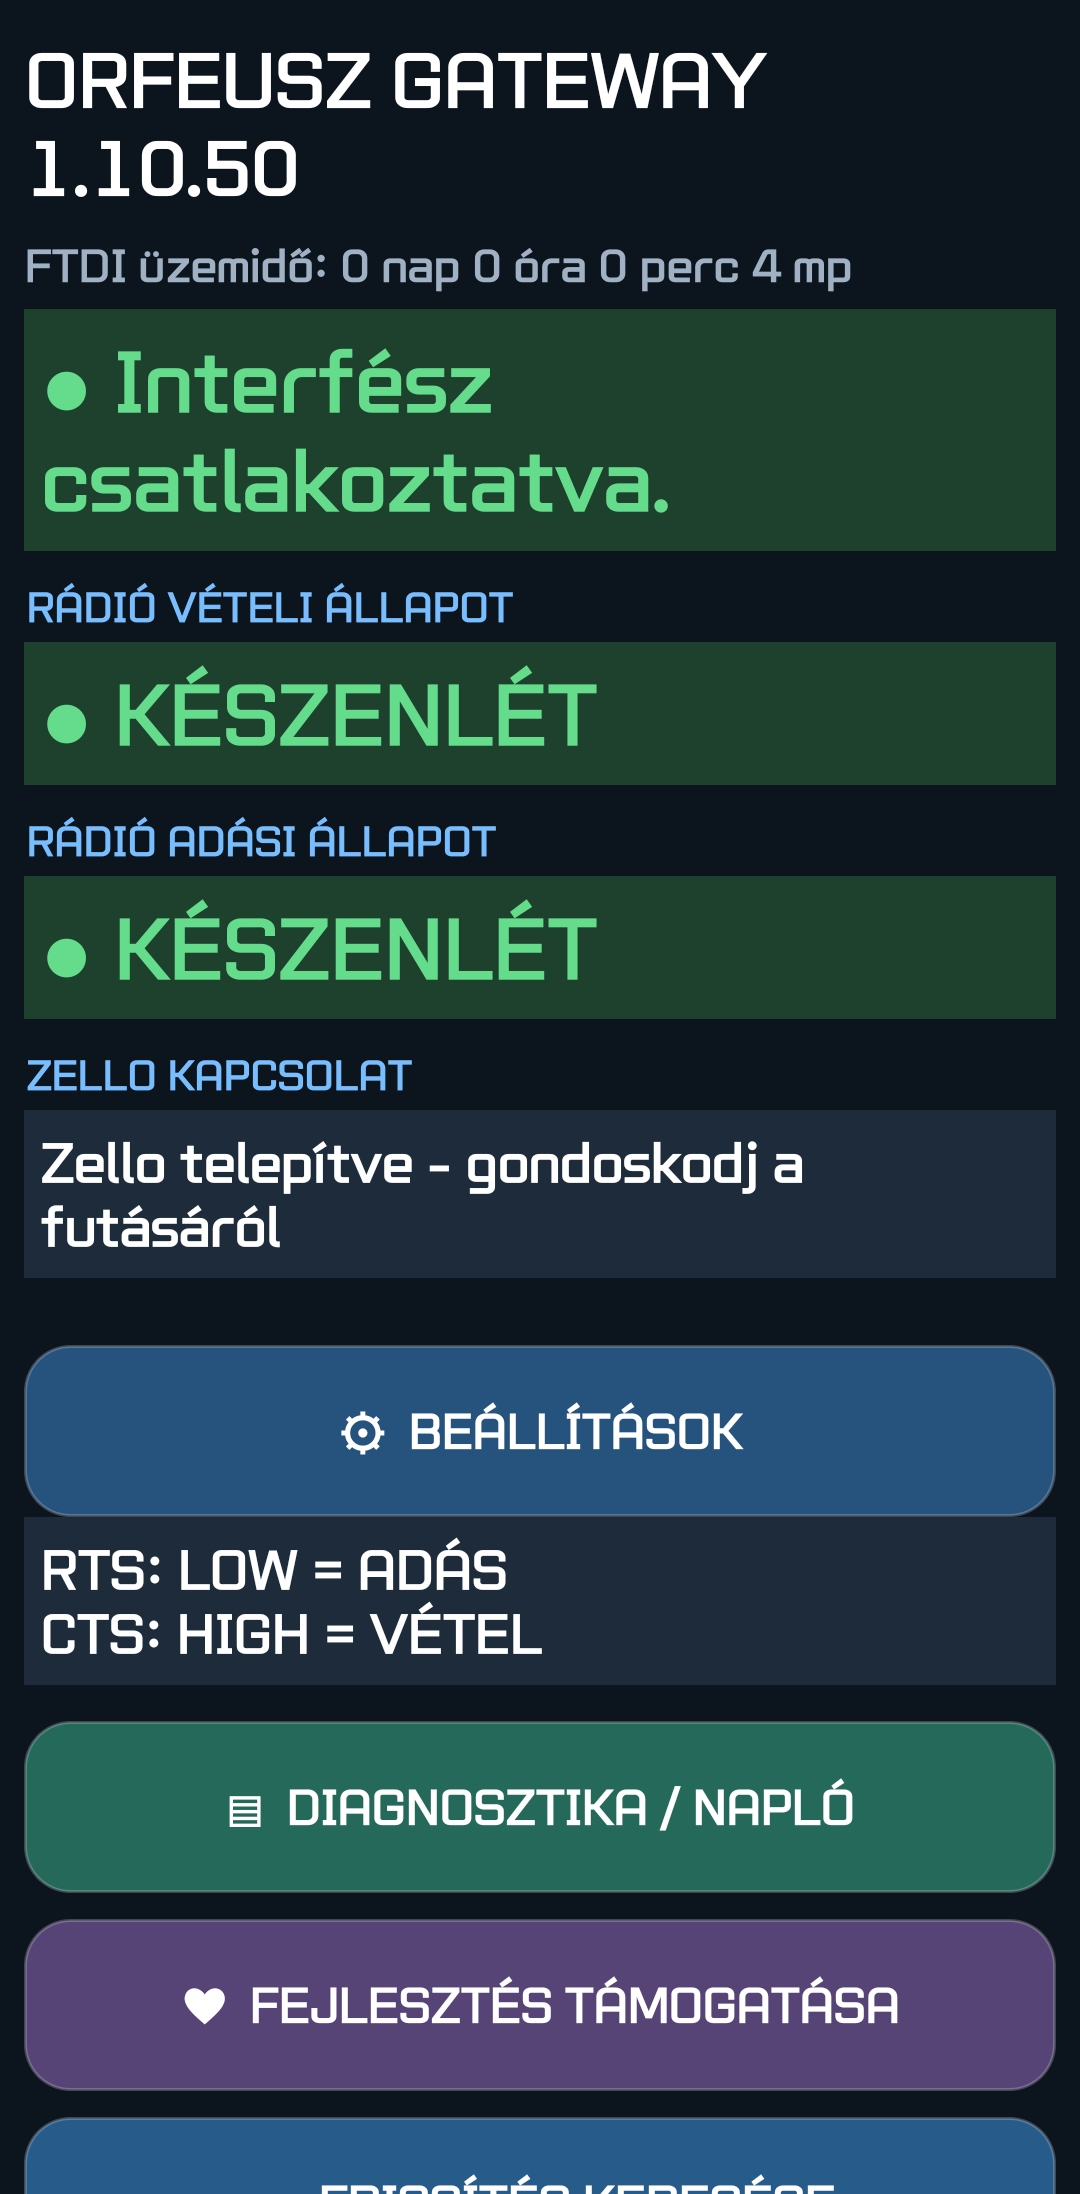 ORFEUSZ GATEWAY
1.10.50
FTDI üzemidő: 0 nap 0 óra 0 perc 4 mp
● Interfész
csatlakoztatva.
RÁDIÓ VÉTELI ÁLLAPOT
● KÉSZENLÉT
RÁDIÓ ADÁSI ÁLLAPOT
● KÉSZENLÉT
ZELLO KAPCSOLAT
Zello telepítve - gondoskodj a
futásáról
⚙ BEÁLLÍTÁSOK
RTS: LOW = ADÁS
CTS: HIGH = VÉTEL
▤ DIAGNOSZTIKA / NAPLÓ
♥ FEJLESZTÉS TÁMOGATÁSA